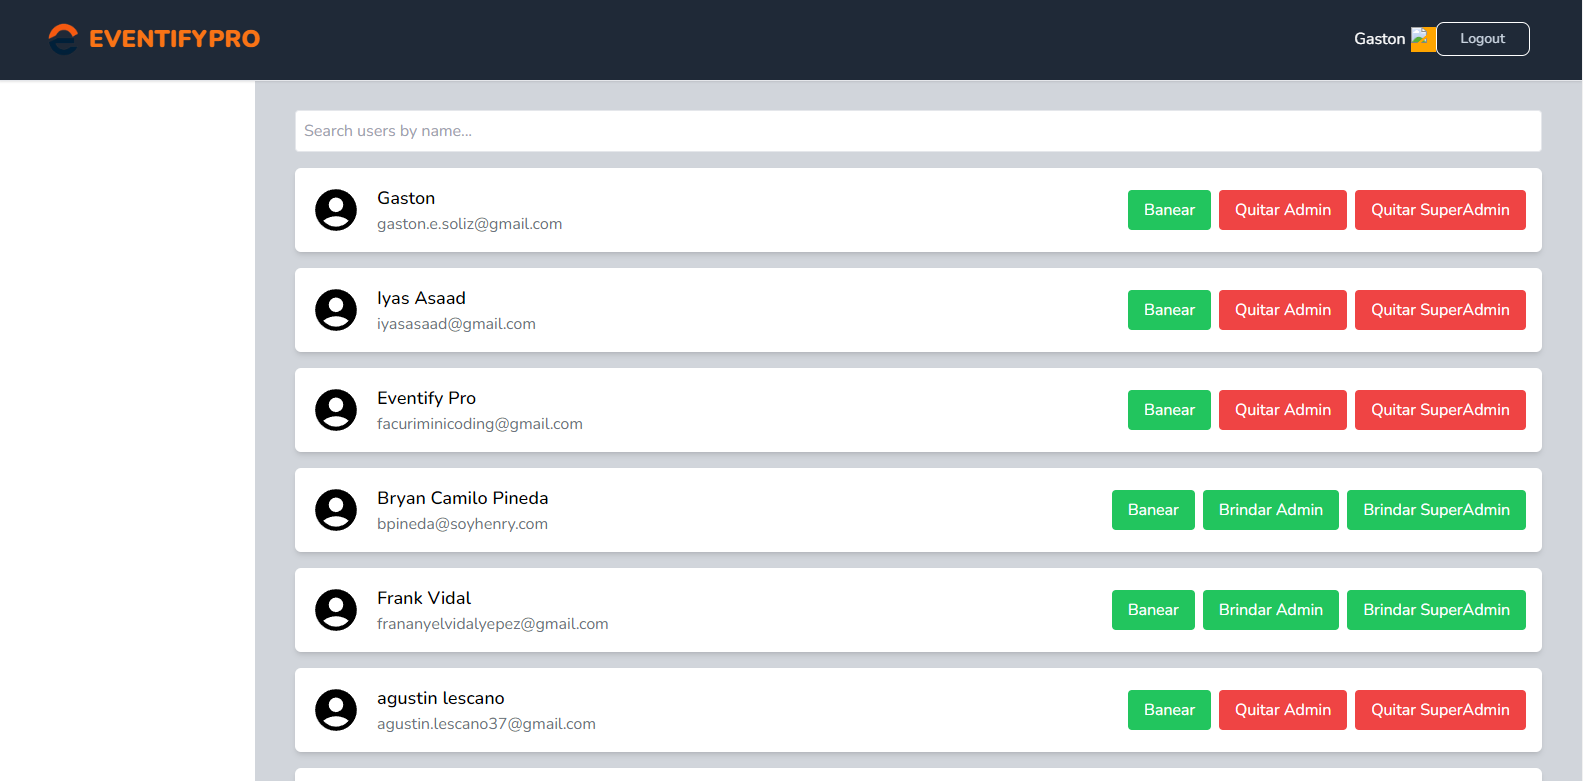 EVENTIFYPRO
Gaston
Logout
Search users by name...
Gaston
gaston.e.soliz@gmail.com
Banear Quitar Admin Quitar SuperAdmin
Iyas Asaad
iyasasaad@gmail.com
Banear Quitar Admin Quitar SuperAdmin
Eventify Pro
facuriminicoding@gmail.com
Banear Quitar Admin Quitar SuperAdmin
Bryan Camilo Pineda
bpineda@soyhenry.com
Banear Brindar Admin Brindar SuperAdmin
Frank Vidal
frananyelvidalyepez@gmail.com
Banear Brindar Admin Brindar SuperAdmin
agustin lescano
agustin.lescano37@gmail.com
Banear Quitar Admin Quitar SuperAdmin